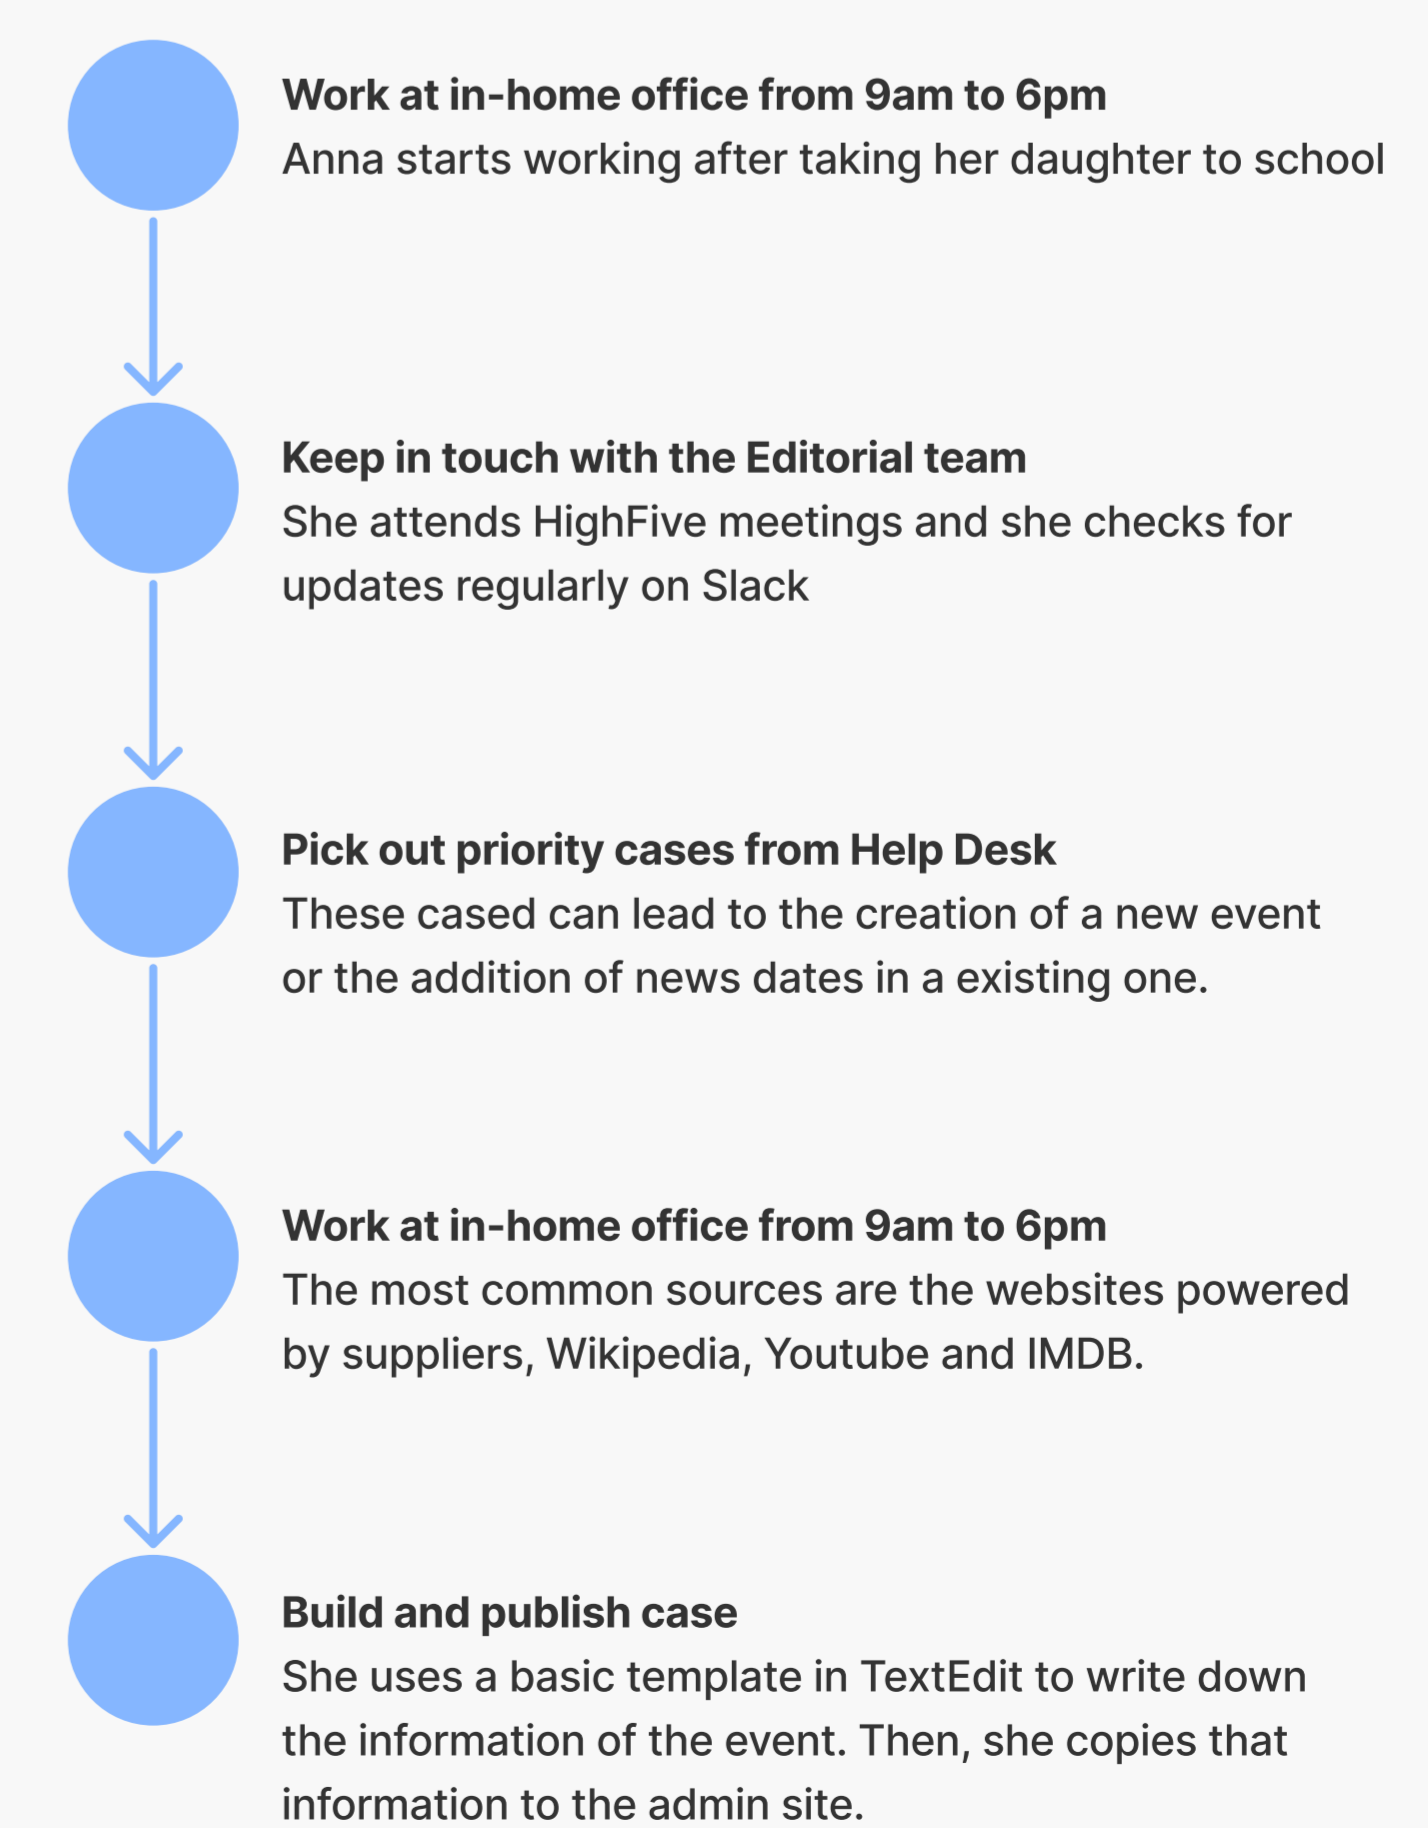 Work at in-home office from 9am to 6pm
Anna starts working after taking her daughter to school
Keep in touch with the Editorial team
She attends HighFive meetings and she checks for
updates regularly on Slack
Pick out priority cases from Help Desk
These cased can lead to the creation of a new event
or the addition of news dates in a existing one.
Work at in-home office from 9am to 6pm
The most common sources are the websites powered
by suppliers, Wikipedia, Youtube and IMDB.
Build and publish case
She uses a basic template in TextEdit to write down
the information of the event. Then, she copies that
information to the admin site.